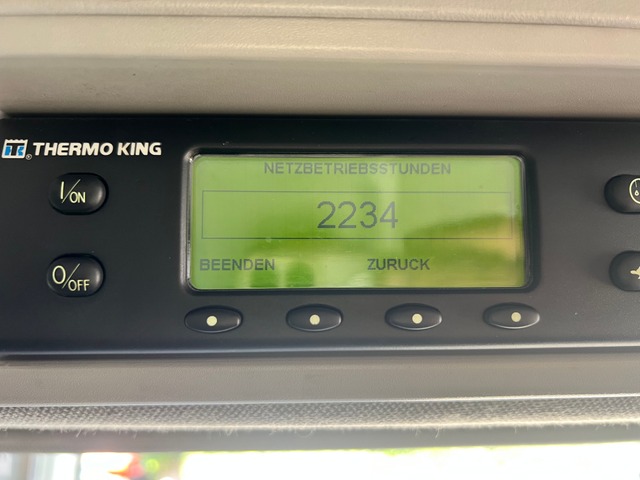 THERMO KING
NETZBETRIEBSSTUNDEN
I/ON
2234
BEENDEN
ZURUCK
O/OFF